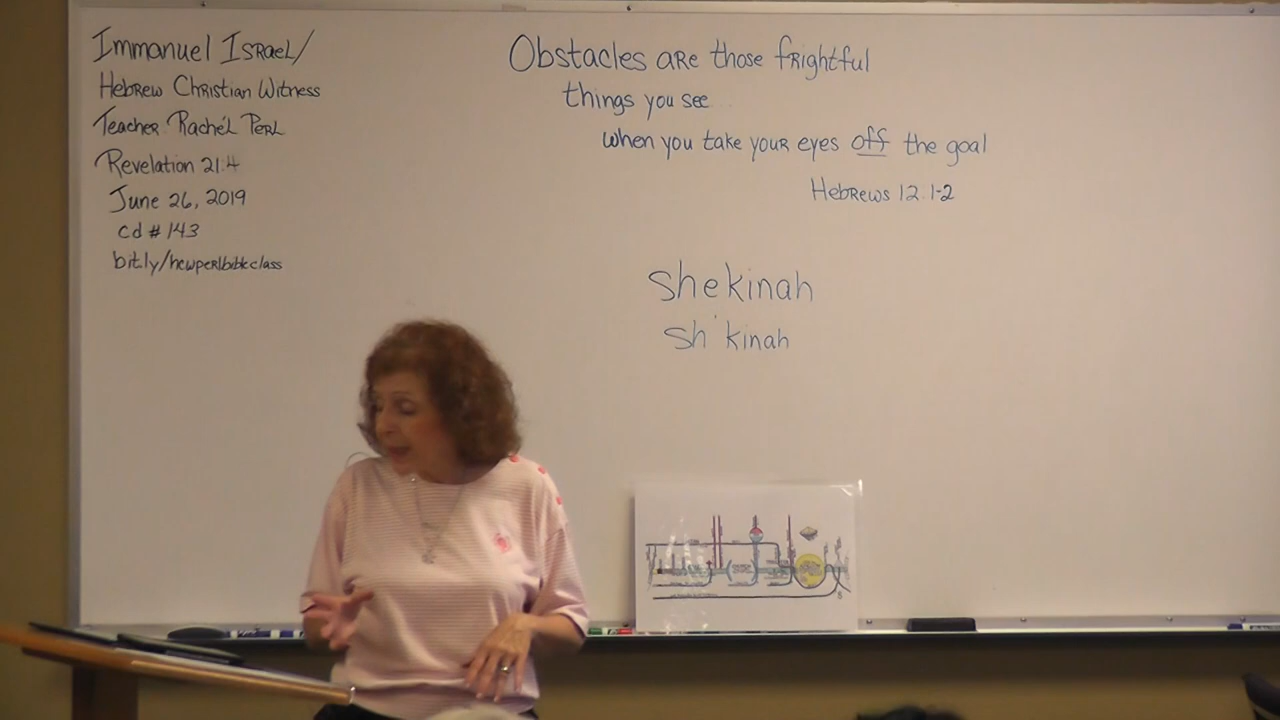 Immanuel Israel/
Hebrew Christian Witness
Teacher: Rachél Perl
Revelation 21:4
June 26, 2019
cd # 143
bit.ly/newperlbibleclass
Obstacles are those frightful
things you see
when you take your eyes off the goal
Hebrews 12:1-2
shekinah
sh'kinah